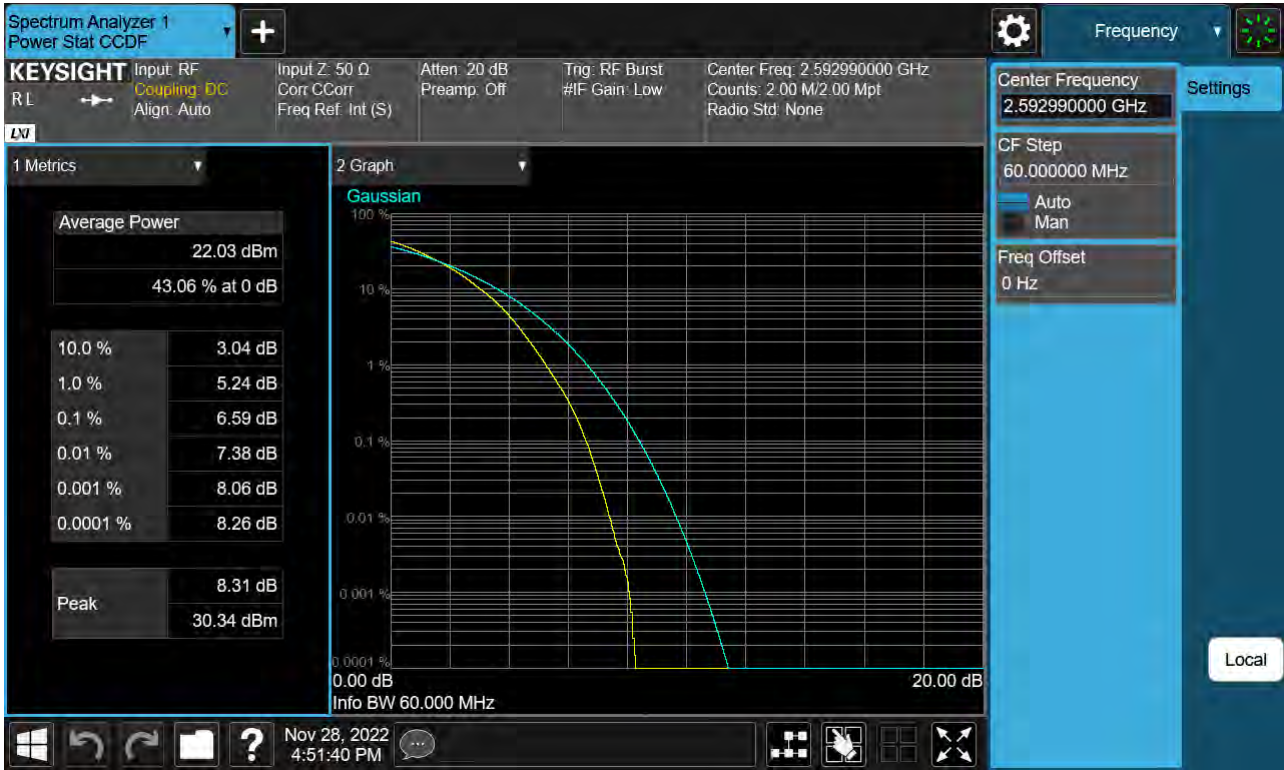 Spectrum Analyzer 1
Power Stat CCDF
Frequency
KEYSIGHT
RL
LXI
Input: RF
Coupling: DC
Align: Auto
Input Z: 50 Ω
Corr CCorr
Freq Ref: Int (S)
Atten: 20 dB
Preamp: Off
Trig: RF Burst
#IF Gain: Low
Center Freq: 2.592990000 GHz
Counts: 2.00 M/2.00 Mpt
Radio Std: None
1 Metrics
Average Power
22.03 dBm
43.06 % at 0 dB
10.0 % 3.04 dB
1.0 % 5.24 dB
0.1 % 6.59 dB
0.01 % 7.38 dB
0.001 % 8.06 dB
0.0001 % 8.26 dB
Peak
8.31 dB
30.34 dBm
2 Graph
Gaussian
100 %
10 %
1 %
0.1 %
0.01 %
0.001 %
0.0001 %
0.00 dB 20.00 dB
Info BW 60.000 MHz
Center Frequency
2.592990000 GHz
CF Step
60.000000 MHz
Auto
Man
Freq Offset
0 Hz
Settings
Local
?
Nov 28, 2022
4:51:40 PM